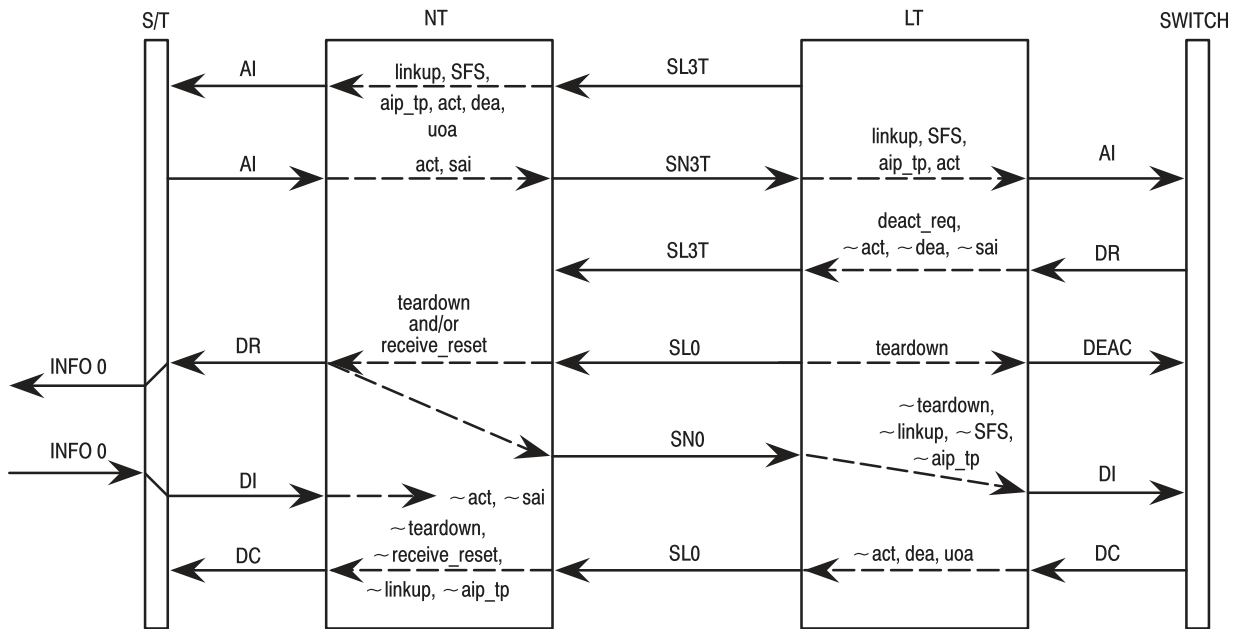 S/T NT LT SWITCH
AI linkup, SFS, SL3T
aip_tp, act, dea,
uoa
linkup, SFS,
aip_tp, act
AI act, sai SN3T AI
deact_req,
~act, ~dea, ~sai
SL3T DR
teardown
and/or
receive_reset
DR SL0 teardown DEAC
INFO 0
~teardown,
~linkup, ~SFS,
~aip_tp
SN0
INFO 0
DI ~act, ~sai DI
~teardown,
~receive_reset,
~linkup, ~aip_tp
DC SL0 ~act, dea, uoa DC